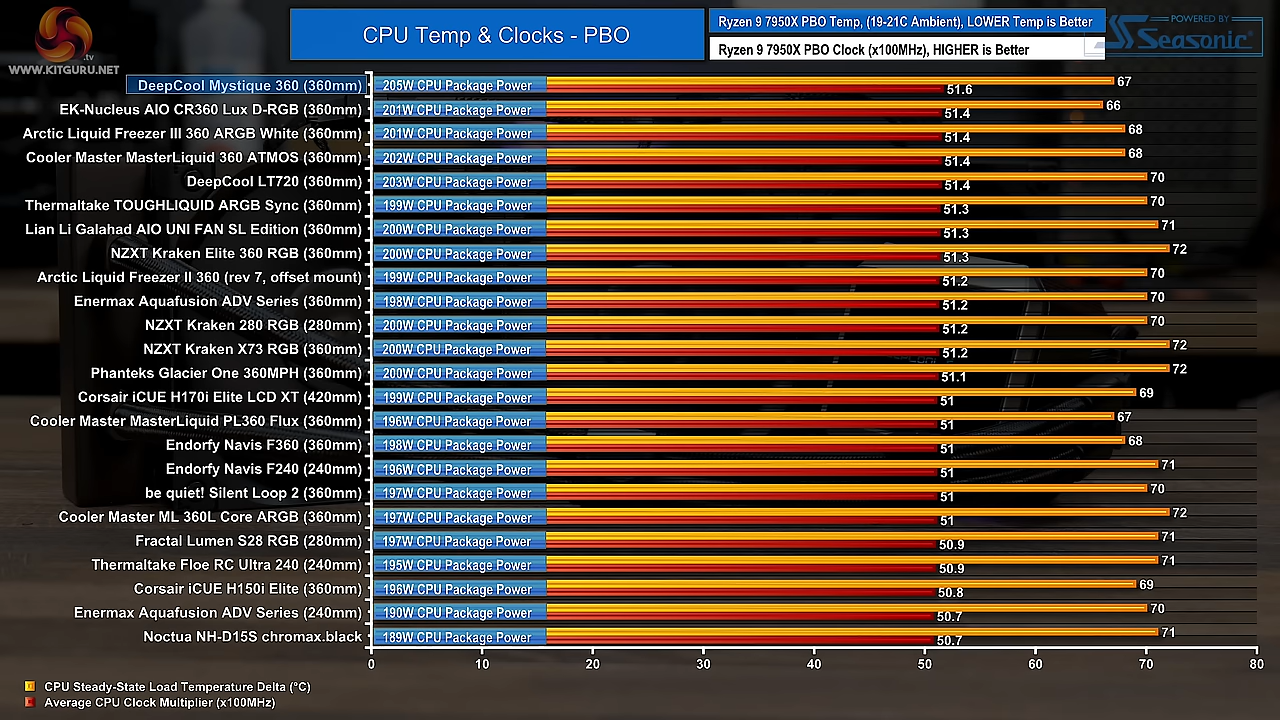 CPU Temp & Clocks - PBO
Ryzen 9 7950X PBO Temp, (19-21C Ambient), LOWER Temp is Better
Ryzen 9 7950X PBO Clock (x100MHz), HIGHER is Better
POWERED BY
Seasonic
.tv
WWW.KITGURU.NET
DeepCool Mystique 360 (360mm) 205W CPU Package Power 67 51.6
EK-Nucleus AIO CR360 Lux D-RGB (360mm) 201W CPU Package Power 66 51.4
Arctic Liquid Freezer III 360 ARGB White (360mm) 201W CPU Package Power 68 51.4
Cooler Master MasterLiquid 360 ATMOS (360mm) 202W CPU Package Power 68 51.4
DeepCool LT720 (360mm) 203W CPU Package Power 70 51.4
Thermaltake TOUGHLIQUID ARGB Sync (360mm) 199W CPU Package Power 70 51.3
Lian Li Galahad AIO UNI FAN SL Edition (360mm) 200W CPU Package Power 71 51.3
NZXT Kraken Elite 360 RGB (360mm) 200W CPU Package Power 72 51.3
Arctic Liquid Freezer II 360 (rev 7, offset mount) 199W CPU Package Power 70 51.2
Enermax Aquafusion ADV Series (360mm) 198W CPU Package Power 70 51.2
NZXT Kraken 280 RGB (280mm) 200W CPU Package Power 70 51.2
NZXT Kraken X73 RGB (360mm) 200W CPU Package Power 72 51.2
Phanteks Glacier One 360MPH (360mm) 200W CPU Package Power 72 51.1
Corsair iCUE H170i Elite LCD XT (420mm) 199W CPU Package Power 69 51
Cooler Master MasterLiquid PL360 Flux (360mm) 196W CPU Package Power 67 51
Endorfy Navis F360 (360mm) 198W CPU Package Power 68 51
Endorfy Navis F240 (240mm) 196W CPU Package Power 71 51
be quiet! Silent Loop 2 (360mm) 197W CPU Package Power 70 51
Cooler Master ML 360L Core ARGB (360mm) 197W CPU Package Power 72 51
Fractal Lumen S28 RGB (280mm) 197W CPU Package Power 71 50.9
Thermaltake Floe RC Ultra 240 (240mm) 195W CPU Package Power 71 50.9
Corsair iCUE H150i Elite (360mm) 196W CPU Package Power 69 50.8
Enermax Aquafusion ADV Series (240mm) 190W CPU Package Power 70 50.7
Noctua NH-D15S chromax.black 189W CPU Package Power 71 50.7
0 10 20 30 40 50 60 70 80
CPU Steady-State Load Temperature Delta (°C)
Average CPU Clock Multiplier (x100MHz)